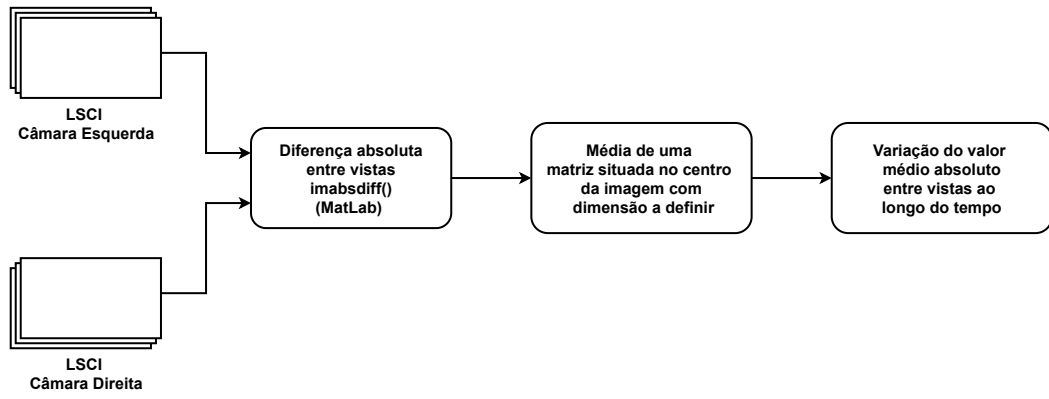 LSCI
Câmara Esquerda
Diferença absoluta
entre vistas
imabsdiff()
(MatLab)
Média de uma
matriz situada no centro
da imagem com
dimensão a definir
Variação do valor
médio absoluto
entre vistas ao
longo do tempo
LSCI
Câmara Direita